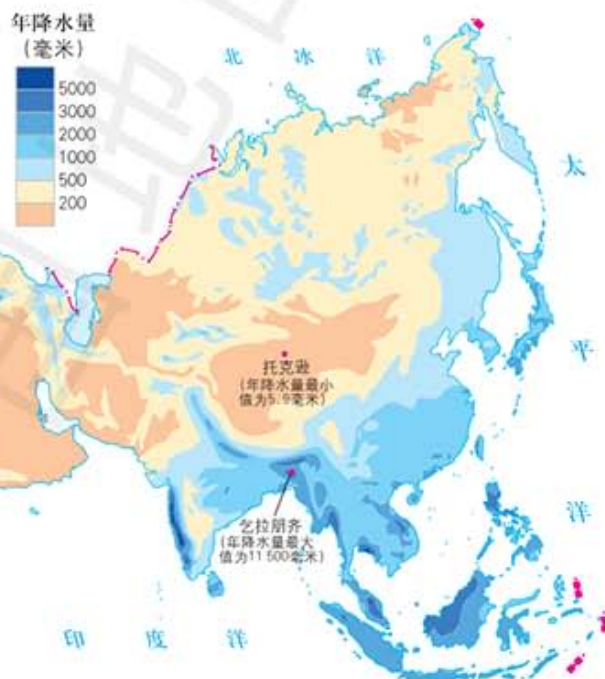 年降水量
(毫米)
5000
3000
2000
1000
500
200
北冰洋
太平洋
托克逊
(年降水量最小
值为5.9毫米)
乞拉朋齐
(年降水量最大
值为11 500毫米)
印度洋